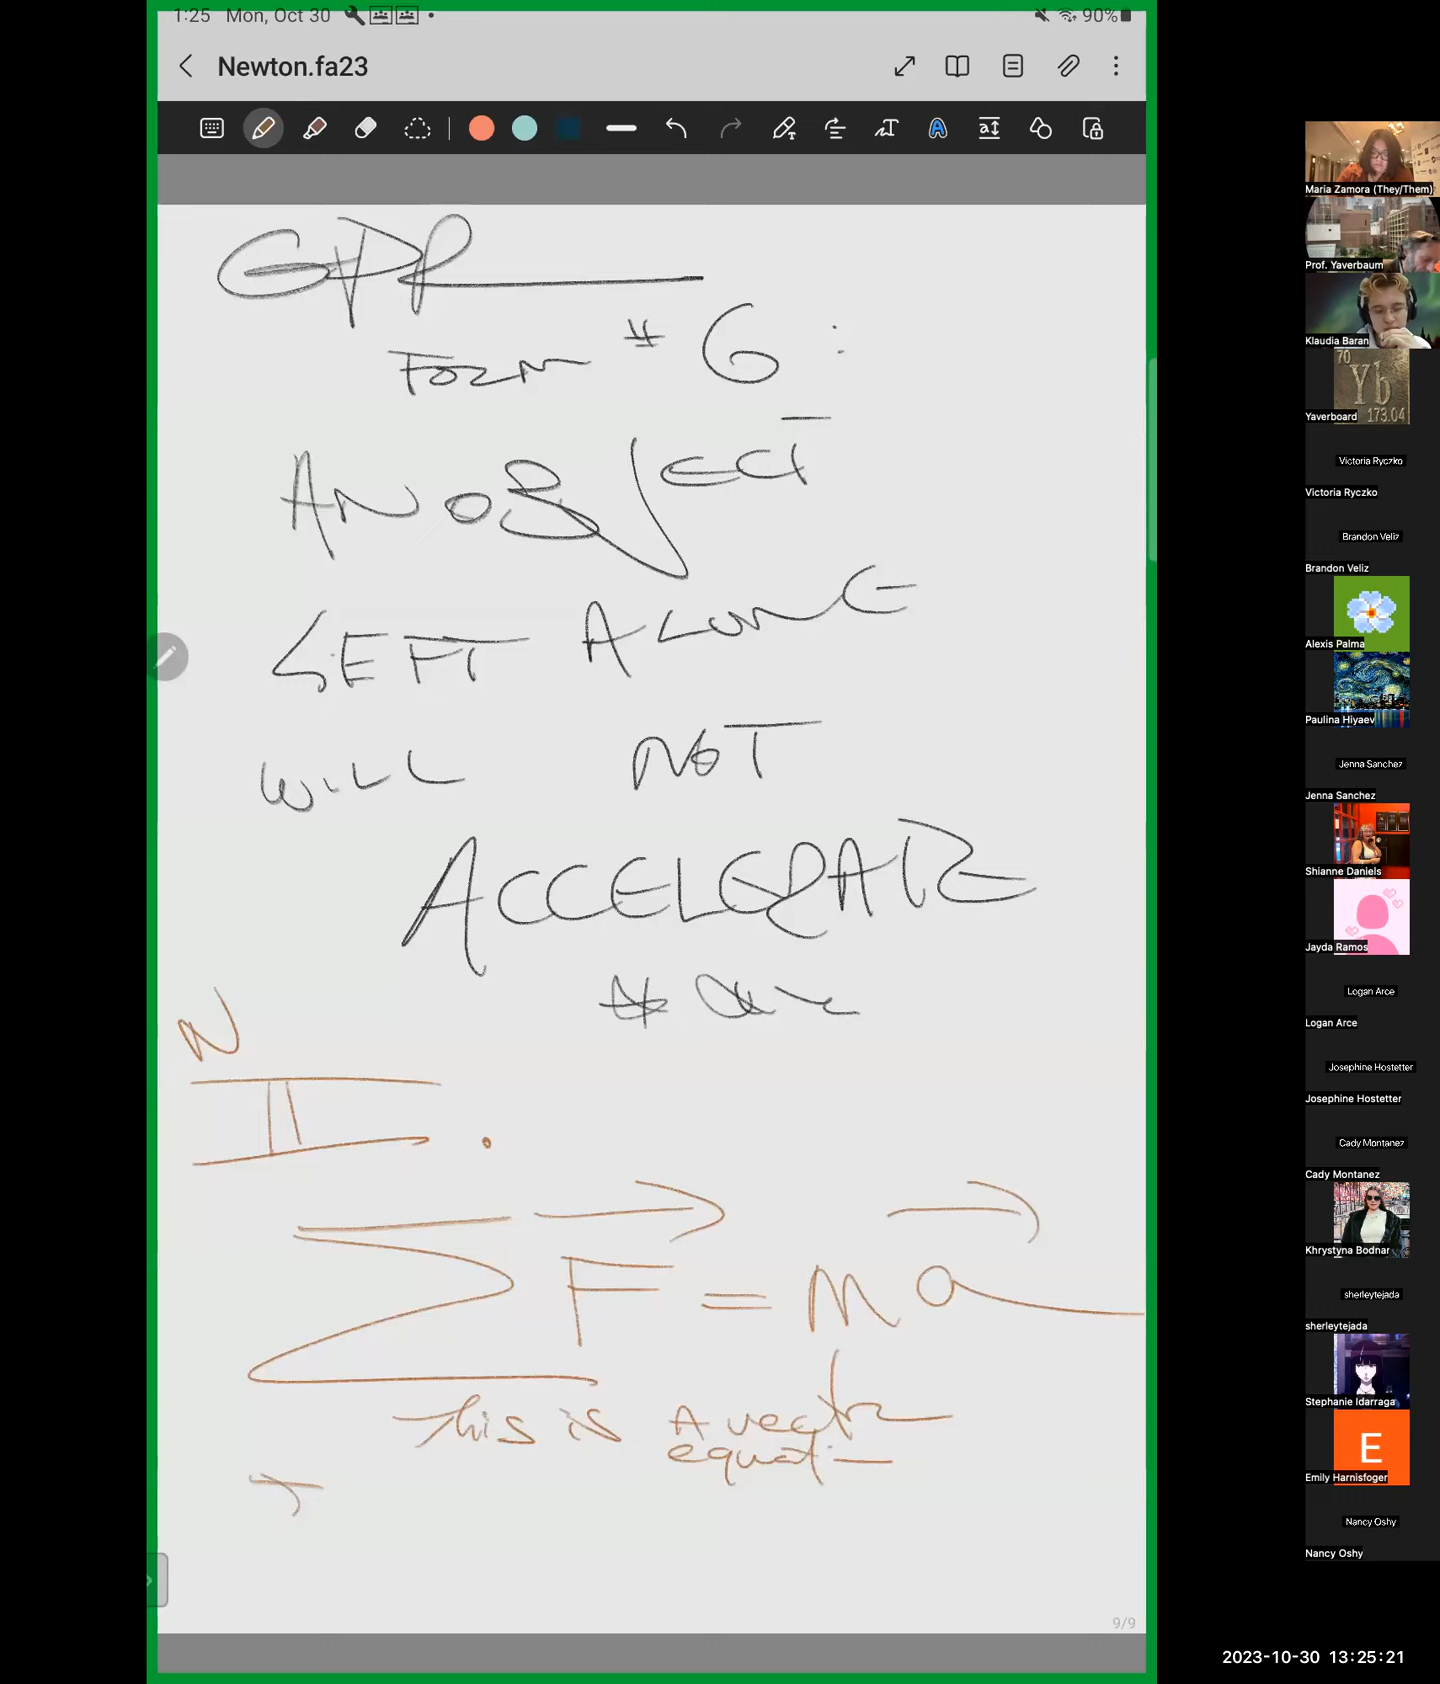 1:25 Mon, Oct 30
90%
Newton.fa23
Form # 6 :
AN OBJECT
LEFT ALONE
WILL NOT
ACCELERATE
N
II .
∑ F = ma
This is A vector
equation
9/9
Maria Zamora (They/Them)
Prof. Yaverbaum
Klaudia Baran
70
Yb
173.04
Yaverboard
Victoria Ryczko
Victoria Ryczko
Brandon Veliz
Brandon Veliz
Alexis Palma
Paulina Hiyaev
Jenna Sanchez
Jenna Sanchez
Shianne Daniels
Jayda Ramos
Logan Arce
Logan Arce
Josephine Hostetter
Josephine Hostetter
Cady Montanez
Cady Montanez
Khrystyna Bodnar
sherleytejada
sherleytejada
Stephanie Idarraga
E
Emily Harnisfoger
Nancy Oshy
Nancy Oshy
2023-10-30 13:25:21